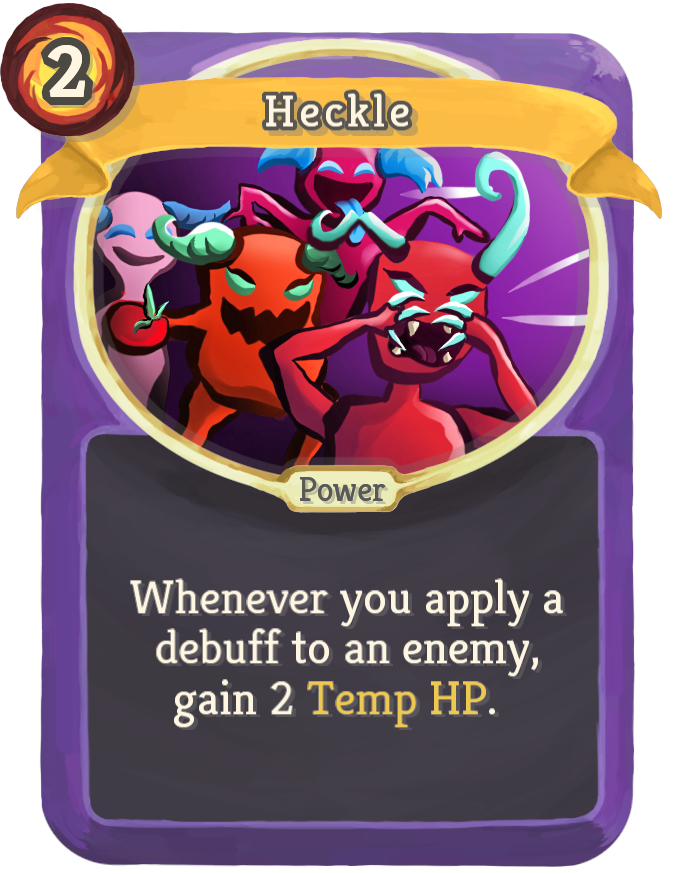 2
Heckle
Power
Whenever you apply a
debuff to an enemy,
gain 2 Temp HP.